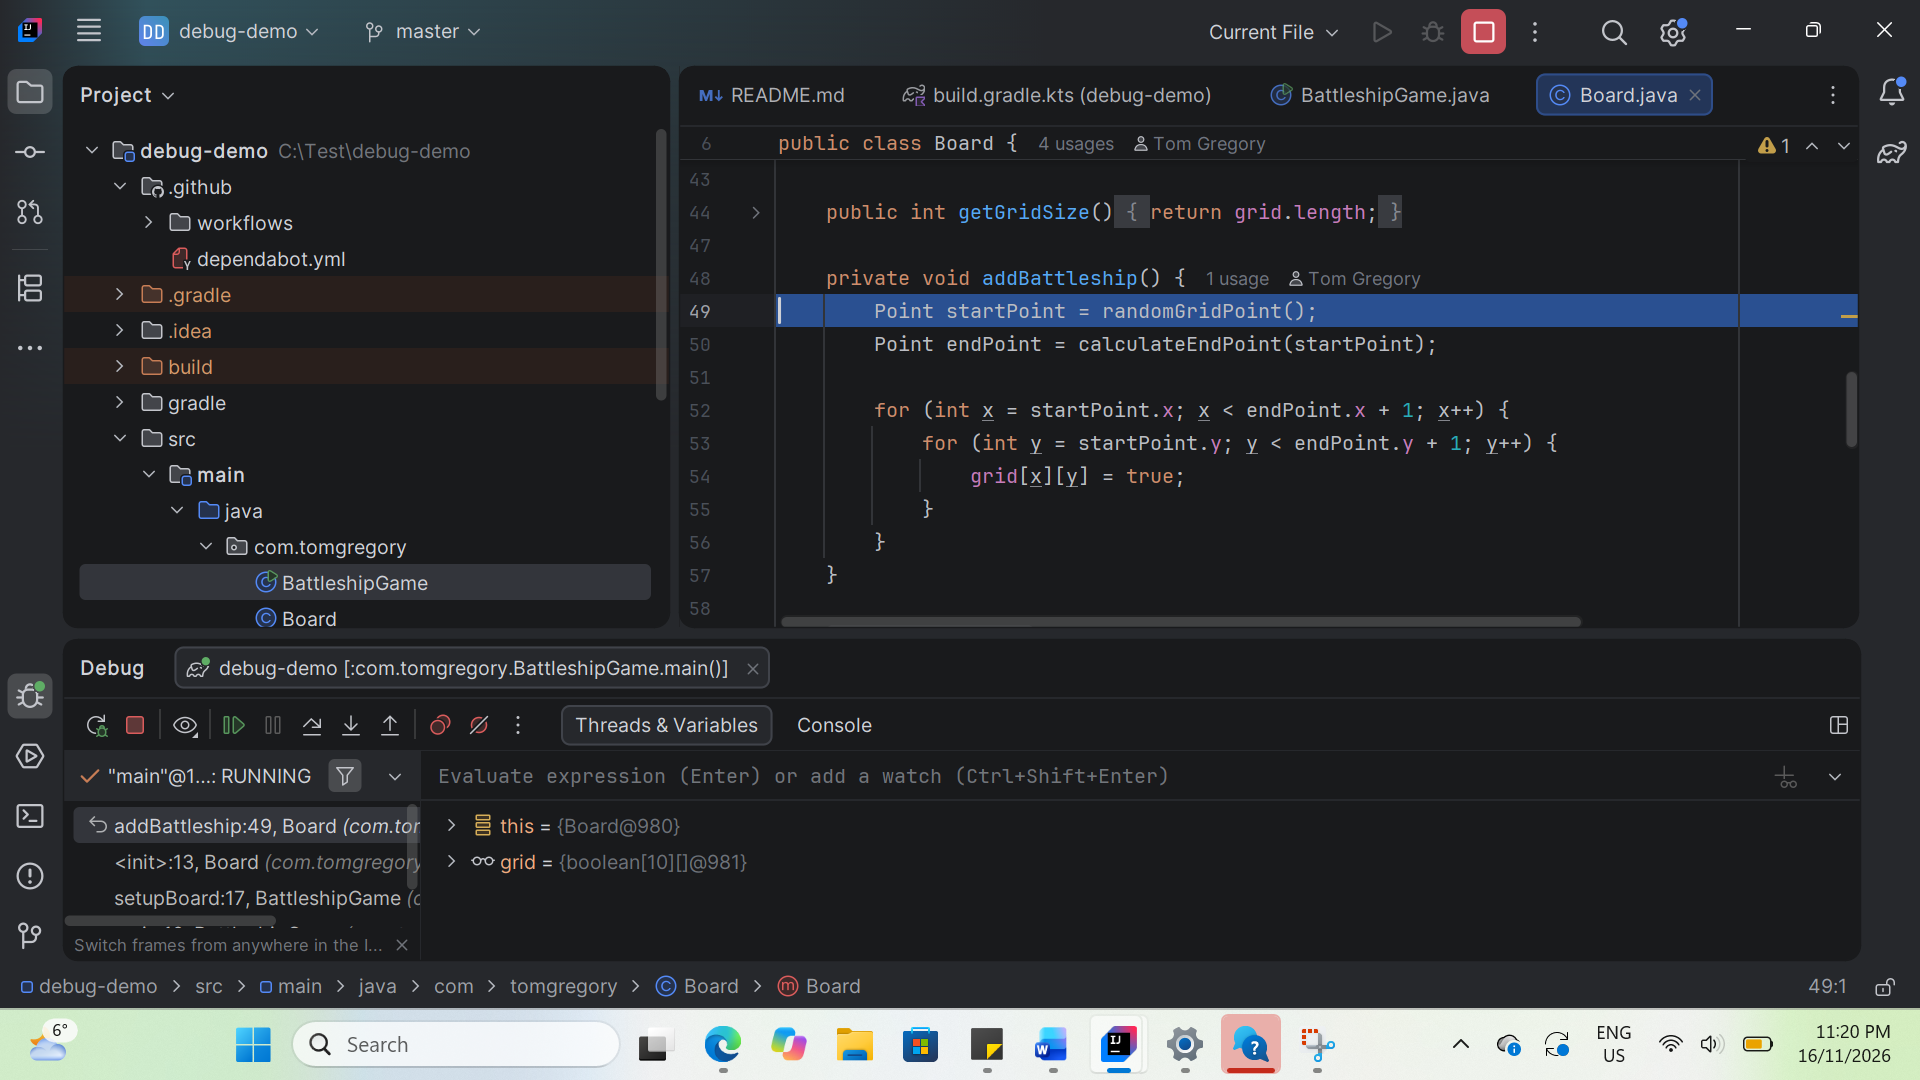 DD debug-demo
master
Current File
Project
debug-demo C:\Test\debug-demo
.github
workflows
dependabot.yml
.gradle
.idea
build
gradle
src
main
java
com.tomgregory
BattleshipGame
Board
M↓ README.md
build.gradle.kts (debug-demo)
BattleshipGame.java
Board.java
6 public class Board { 4 usages Tom Gregory
1
43
44 public int getGridSize() { return grid.length; }
47
48 private void addBattleship() { 1 usage Tom Gregory
49 Point startPoint = randomGridPoint();
50 Point endPoint = calculateEndPoint(startPoint);
51
52 for (int x = startPoint.x; x < endPoint.x + 1; x++) {
53 for (int y = startPoint.y; y < endPoint.y + 1; y++) {
54 grid[x][y] = true;
55 }
56 }
57 }
58
Debug
debug-demo [:com.tomgregory.BattleshipGame.main()]
Threads & Variables
Console
"main"@1...: RUNNING
Evaluate expression (Enter) or add a watch (Ctrl+Shift+Enter)
addBattleship:49, Board (com.tom
<init>:13, Board (com.tomgregory
setupBoard:17, BattleshipGame (c
Switch frames from anywhere in the I...
this = {Board@980}
grid = {boolean[10][]@981}
debug-demo > src > main > java > com > tomgregory > Board > Board
49:1
6°
Search
ENG
US
11:20 PM
16/11/2026